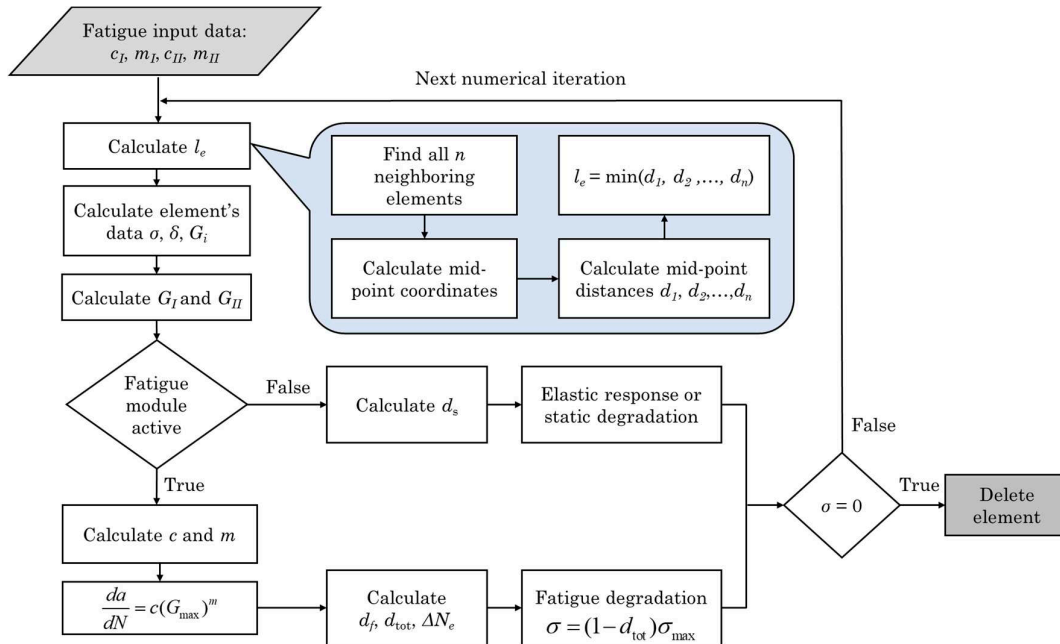 Fatigue input data:
c_I, m_I, c_II, m_II
Next numerical iteration
Calculate l_e
Find all n
neighboring
elements
l_e = min(d_1, d_2 ,…, d_n)
Calculate mid-
point coordinates
Calculate mid-point
distances d_1, d_2,…,d_n
Calculate element's
data σ, δ, G_i
Calculate G_I and G_II
Fatigue
module
active
False
Calculate d_s
Elastic response or
static degradation
True
Calculate c and m
da/dN = c(G_max)^m
Calculate
d_f, d_tot, ΔN_e
Fatigue degradation
σ = (1−d_tot)σ_max
False
σ = 0
True
Delete
element